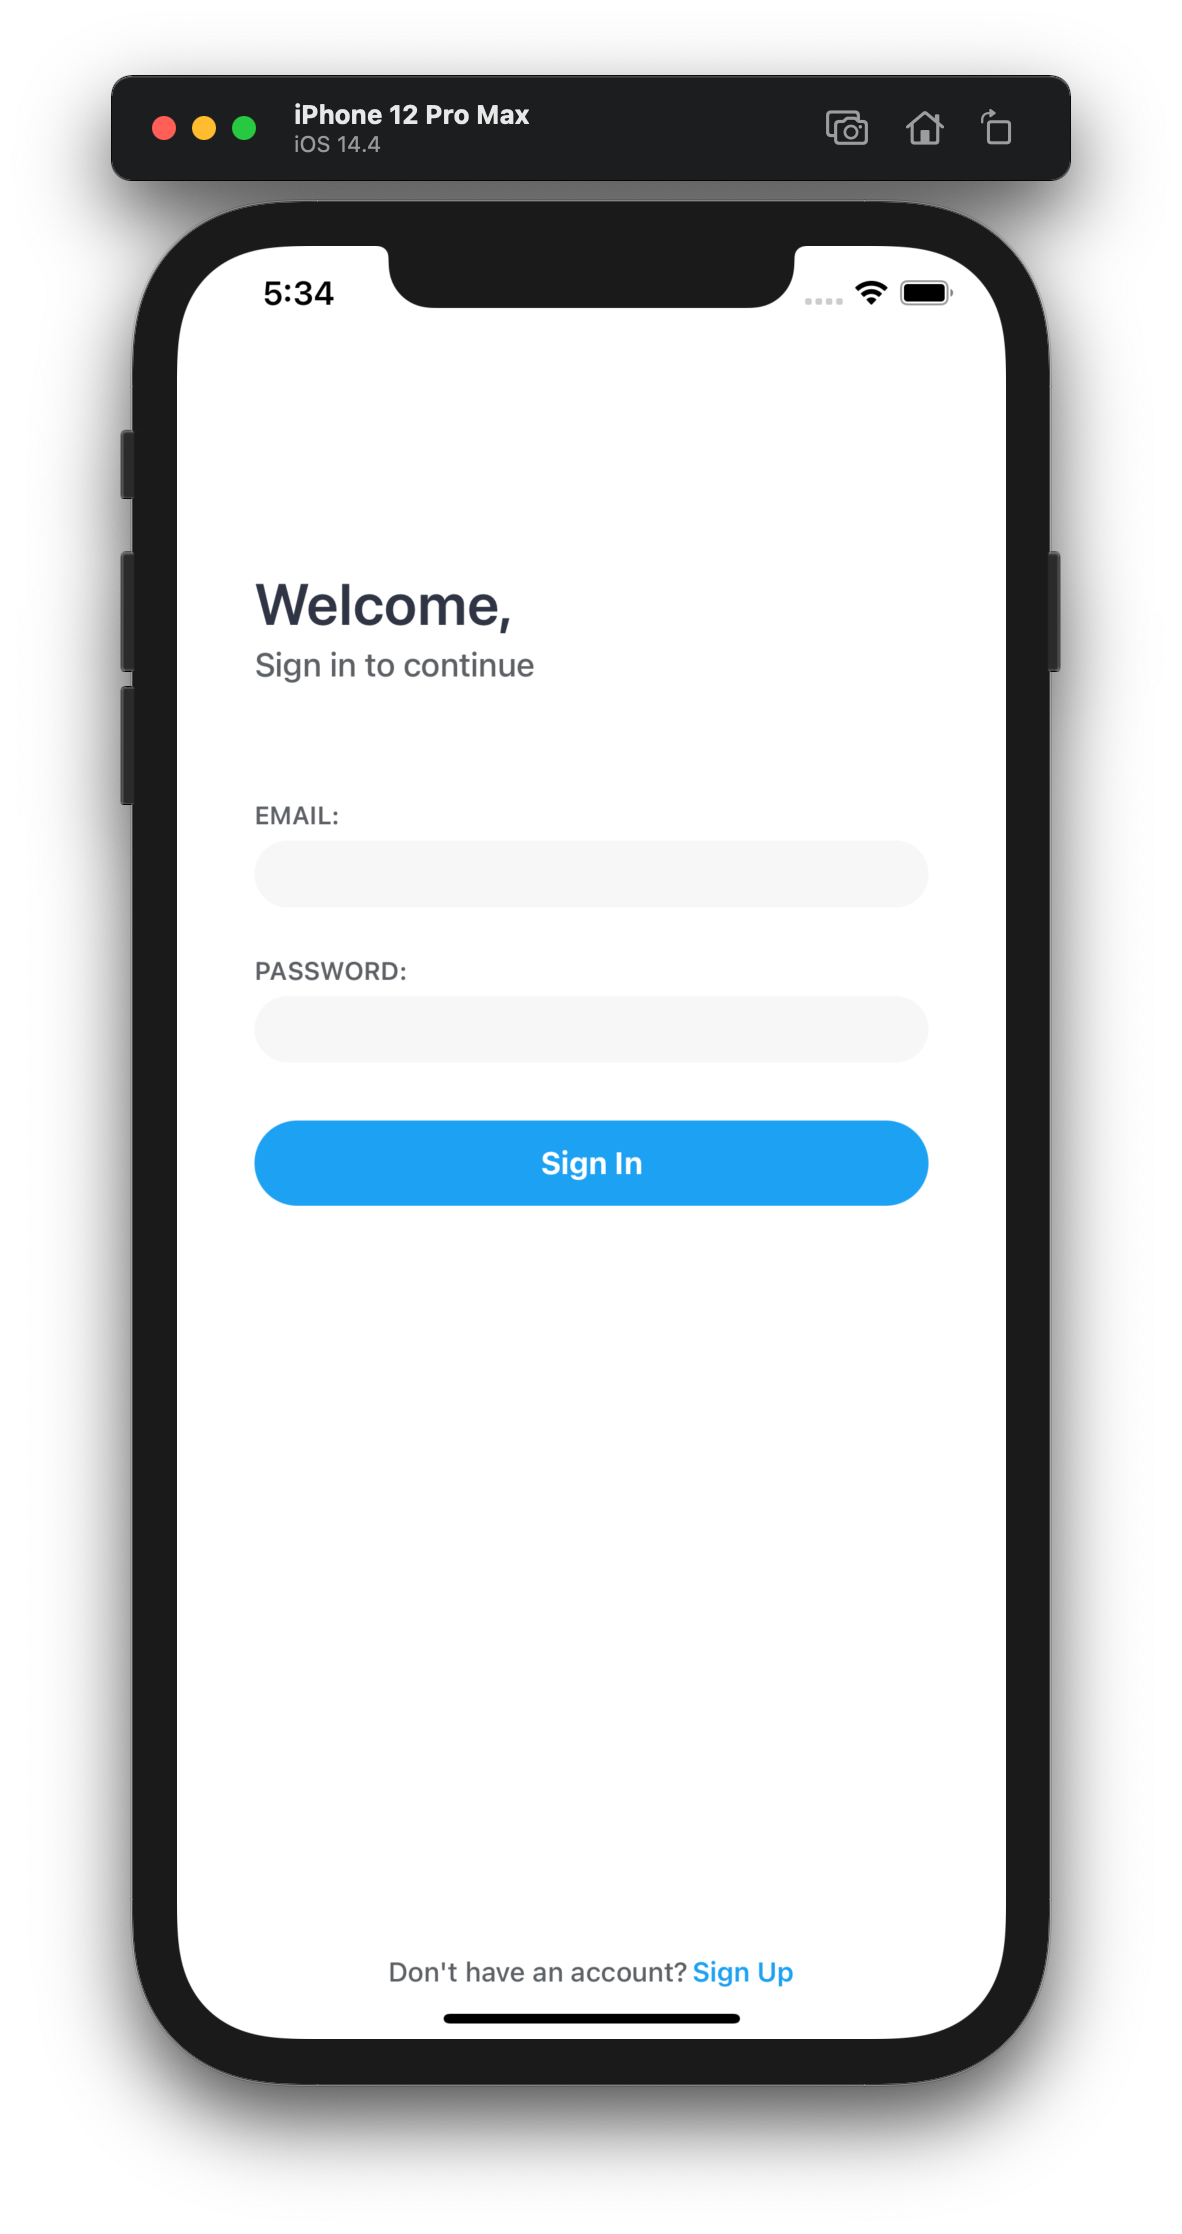 iPhone 12 Pro Max
iOS 14.4
5:34
Welcome,
Sign in to continue
EMAIL:
PASSWORD:
Sign In
Don't have an account? Sign Up